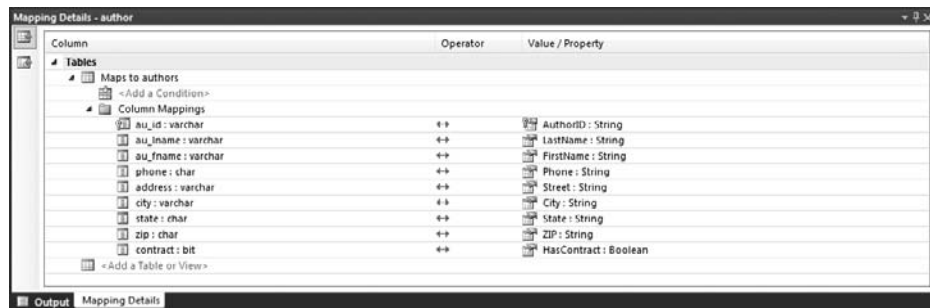 Mapping Details - author
Column Operator Value / Property
Tables
Maps to authors
<Add a Condition>
Column Mappings
au_id : varchar AuthorID : String
au_lname : varchar LastName : String
au_fname : varchar FirstName : String
phone : char Phone : String
address : varchar Street : String
city : varchar City : String
state : char State : String
zip : char ZIP : String
contract : bit HasContract : Boolean
<Add a Table or View>
Output Mapping Details